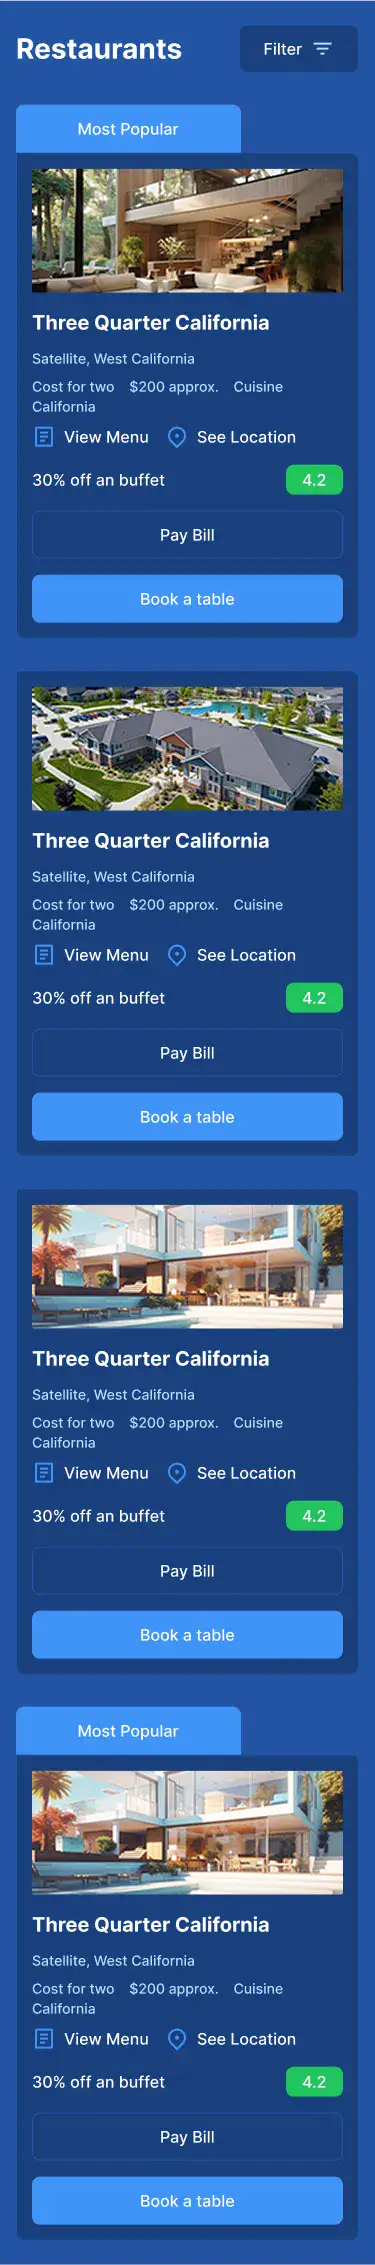 Restaurants
Filter
Most Popular
Three Quarter California
Satellite, West California
Cost for two $200 approx. Cuisine
California
View Menu See Location
30% off an buffet 4.2
Pay Bill
Book a table
Three Quarter California
Satellite, West California
Cost for two $200 approx. Cuisine
California
View Menu See Location
30% off an buffet 4.2
Pay Bill
Book a table
Three Quarter California
Satellite, West California
Cost for two $200 approx. Cuisine
California
View Menu See Location
30% off an buffet 4.2
Pay Bill
Book a table
Most Popular
Three Quarter California
Satellite, West California
Cost for two $200 approx. Cuisine
California
View Menu See Location
30% off an buffet 4.2
Pay Bill
Book a table